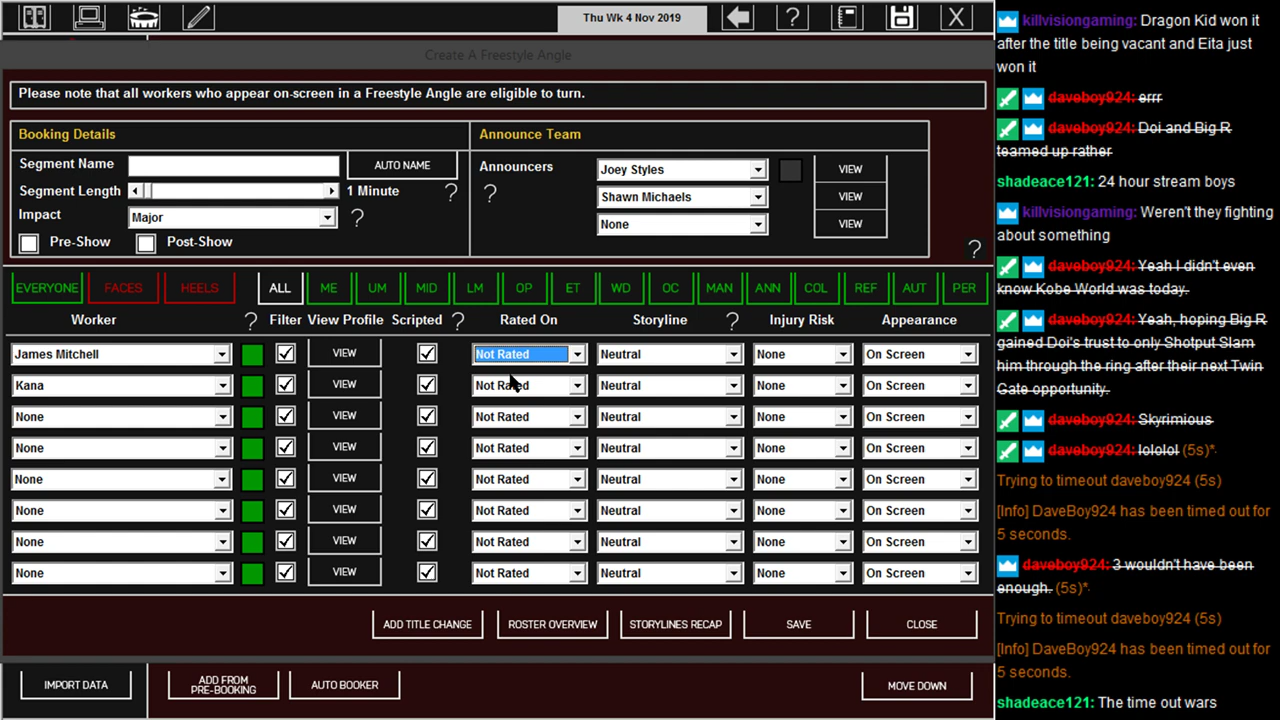 Thu Wk 4 Nov 2019
Create A Freestyle Angle
Please note that all workers who appear on-screen in a Freestyle Angle are eligible to turn.
Booking Details
Segment Name
AUTO NAME
Segment Length
1 Minute
?
Impact
Major
?
Pre-Show
Post-Show
Announce Team
Announcers
?
Joey Styles
VIEW
Shawn Michaels
VIEW
None
VIEW
?
EVERYONE FACES HEELS ALL ME UM MID LM OP ET WD OC MAN ANN COL REF AUT PER
Worker ? Filter View Profile Scripted ? Rated On Storyline ? Injury Risk Appearance
James Mitchell VIEW Not Rated Neutral None On Screen
Kana VIEW Not Rated Neutral None On Screen
None VIEW Not Rated Neutral None On Screen
None VIEW Not Rated Neutral None On Screen
None VIEW Not Rated Neutral None On Screen
None VIEW Not Rated Neutral None On Screen
None VIEW Not Rated Neutral None On Screen
None VIEW Not Rated Neutral None On Screen
ADD TITLE CHANGE ROSTER OVERVIEW STORYLINES RECAP SAVE CLOSE
IMPORT DATA
ADD FROM
PRE-BOOKING
AUTO BOOKER
MOVE DOWN
killvisiongaming: Dragon Kid won it
after the title being vacant and Eita just
won it
daveboy924: errr
daveboy924: Doi and Big R
teamed up rather
shadeace121: 24 hour stream boys
killvisiongaming: Weren't they fighting
about something
daveboy924: Yeah I didn't even
know Kobe World was today.
daveboy924: Yeah, hoping Big R
gained Doi's trust to only Shotput Slam
him through the ring after their next Twin
Gate opportunity.
daveboy924: Skyrimious
daveboy924: lololol (5s)*
Trying to timeout daveboy924 (5s)
[Info] DaveBoy924 has been timed out for
5 seconds.
daveboy924: 3 wouldn't have been
enough. (5s)*
Trying to timeout daveboy924 (5s)
[Info] DaveBoy924 has been timed out for
5 seconds.
shadeace121: The time out wars